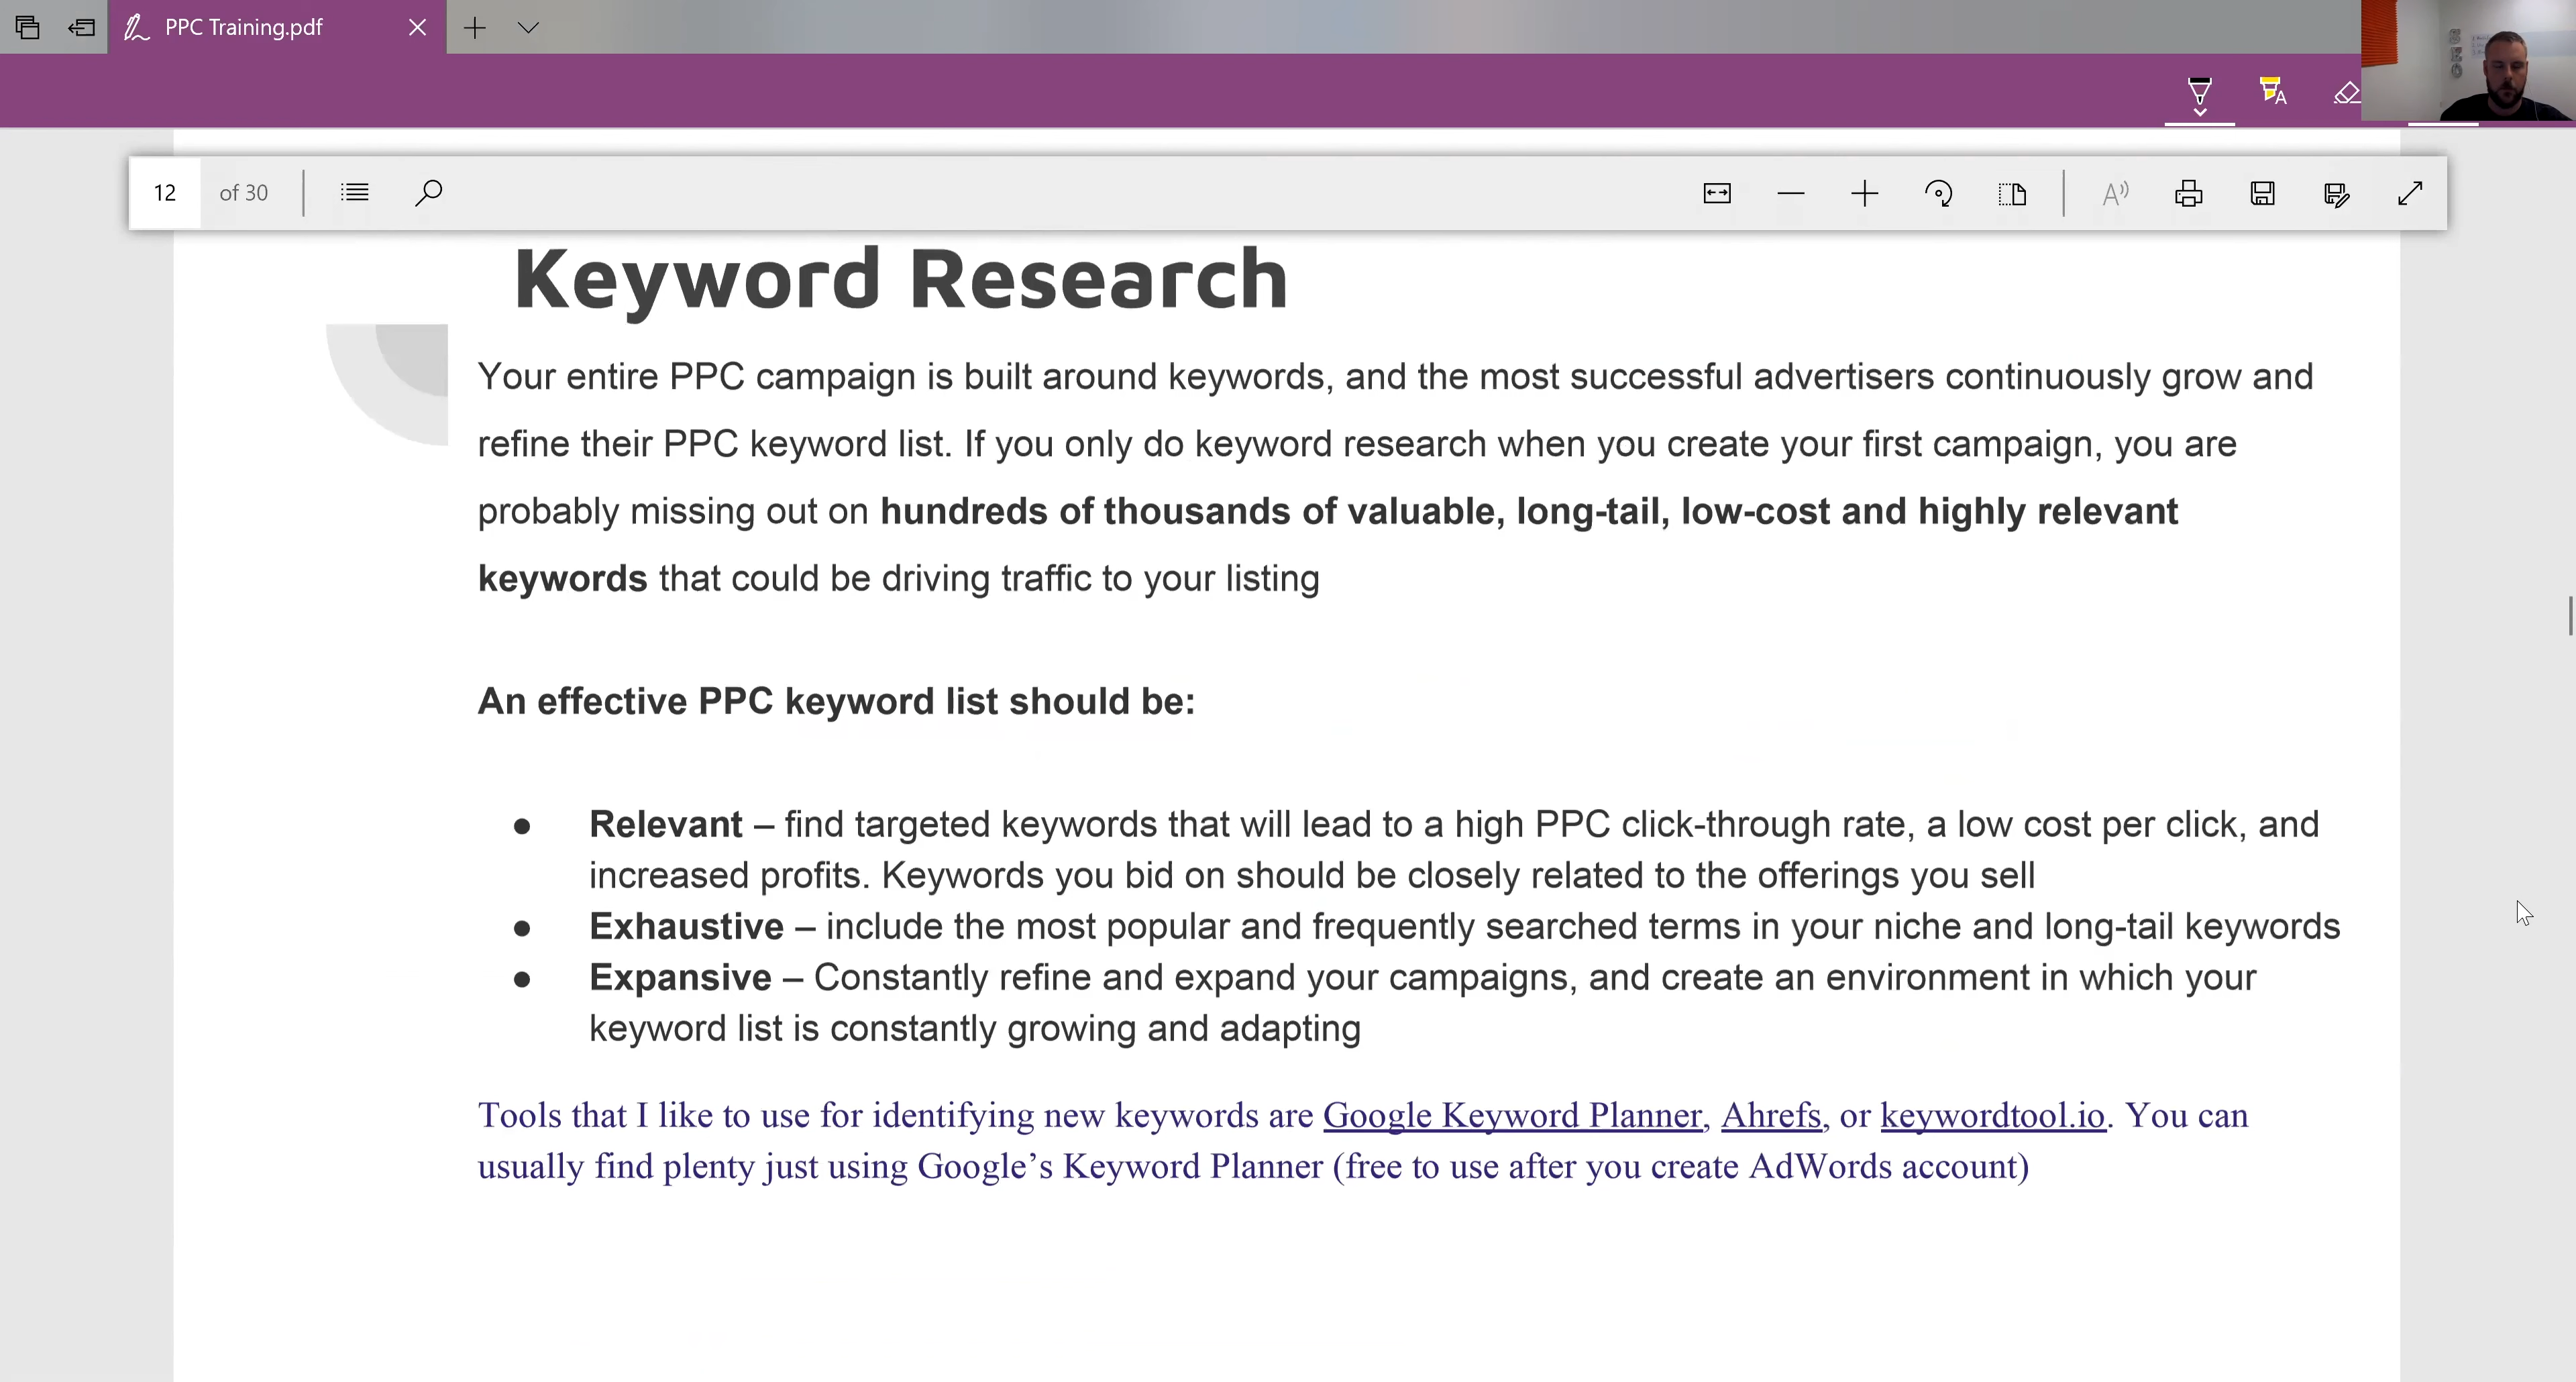 PPC Training.pdf
12 of 30
Keyword Research
Your entire PPC campaign is built around keywords, and the most successful advertisers continuously grow and
refine their PPC keyword list. If you only do keyword research when you create your first campaign, you are
probably missing out on hundreds of thousands of valuable, long-tail, low-cost and highly relevant
keywords that could be driving traffic to your listing
An effective PPC keyword list should be:
● Relevant – find targeted keywords that will lead to a high PPC click-through rate, a low cost per click, and
increased profits. Keywords you bid on should be closely related to the offerings you sell
● Exhaustive – include the most popular and frequently searched terms in your niche and long-tail keywords
● Expansive – Constantly refine and expand your campaigns, and create an environment in which your
keyword list is constantly growing and adapting
Tools that I like to use for identifying new keywords are Google Keyword Planner, Ahrefs, or keywordtool.io. You can
usually find plenty just using Google’s Keyword Planner (free to use after you create AdWords account)